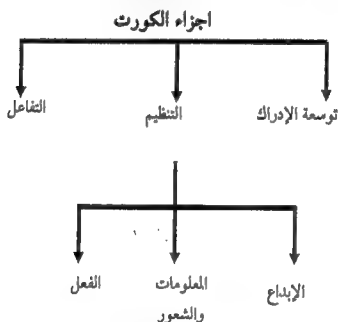 اجزاء الكورت
توسعة الإدراك
التنظيم
التفاعل
الإبداع
المعلومات
والشعور
الفعل